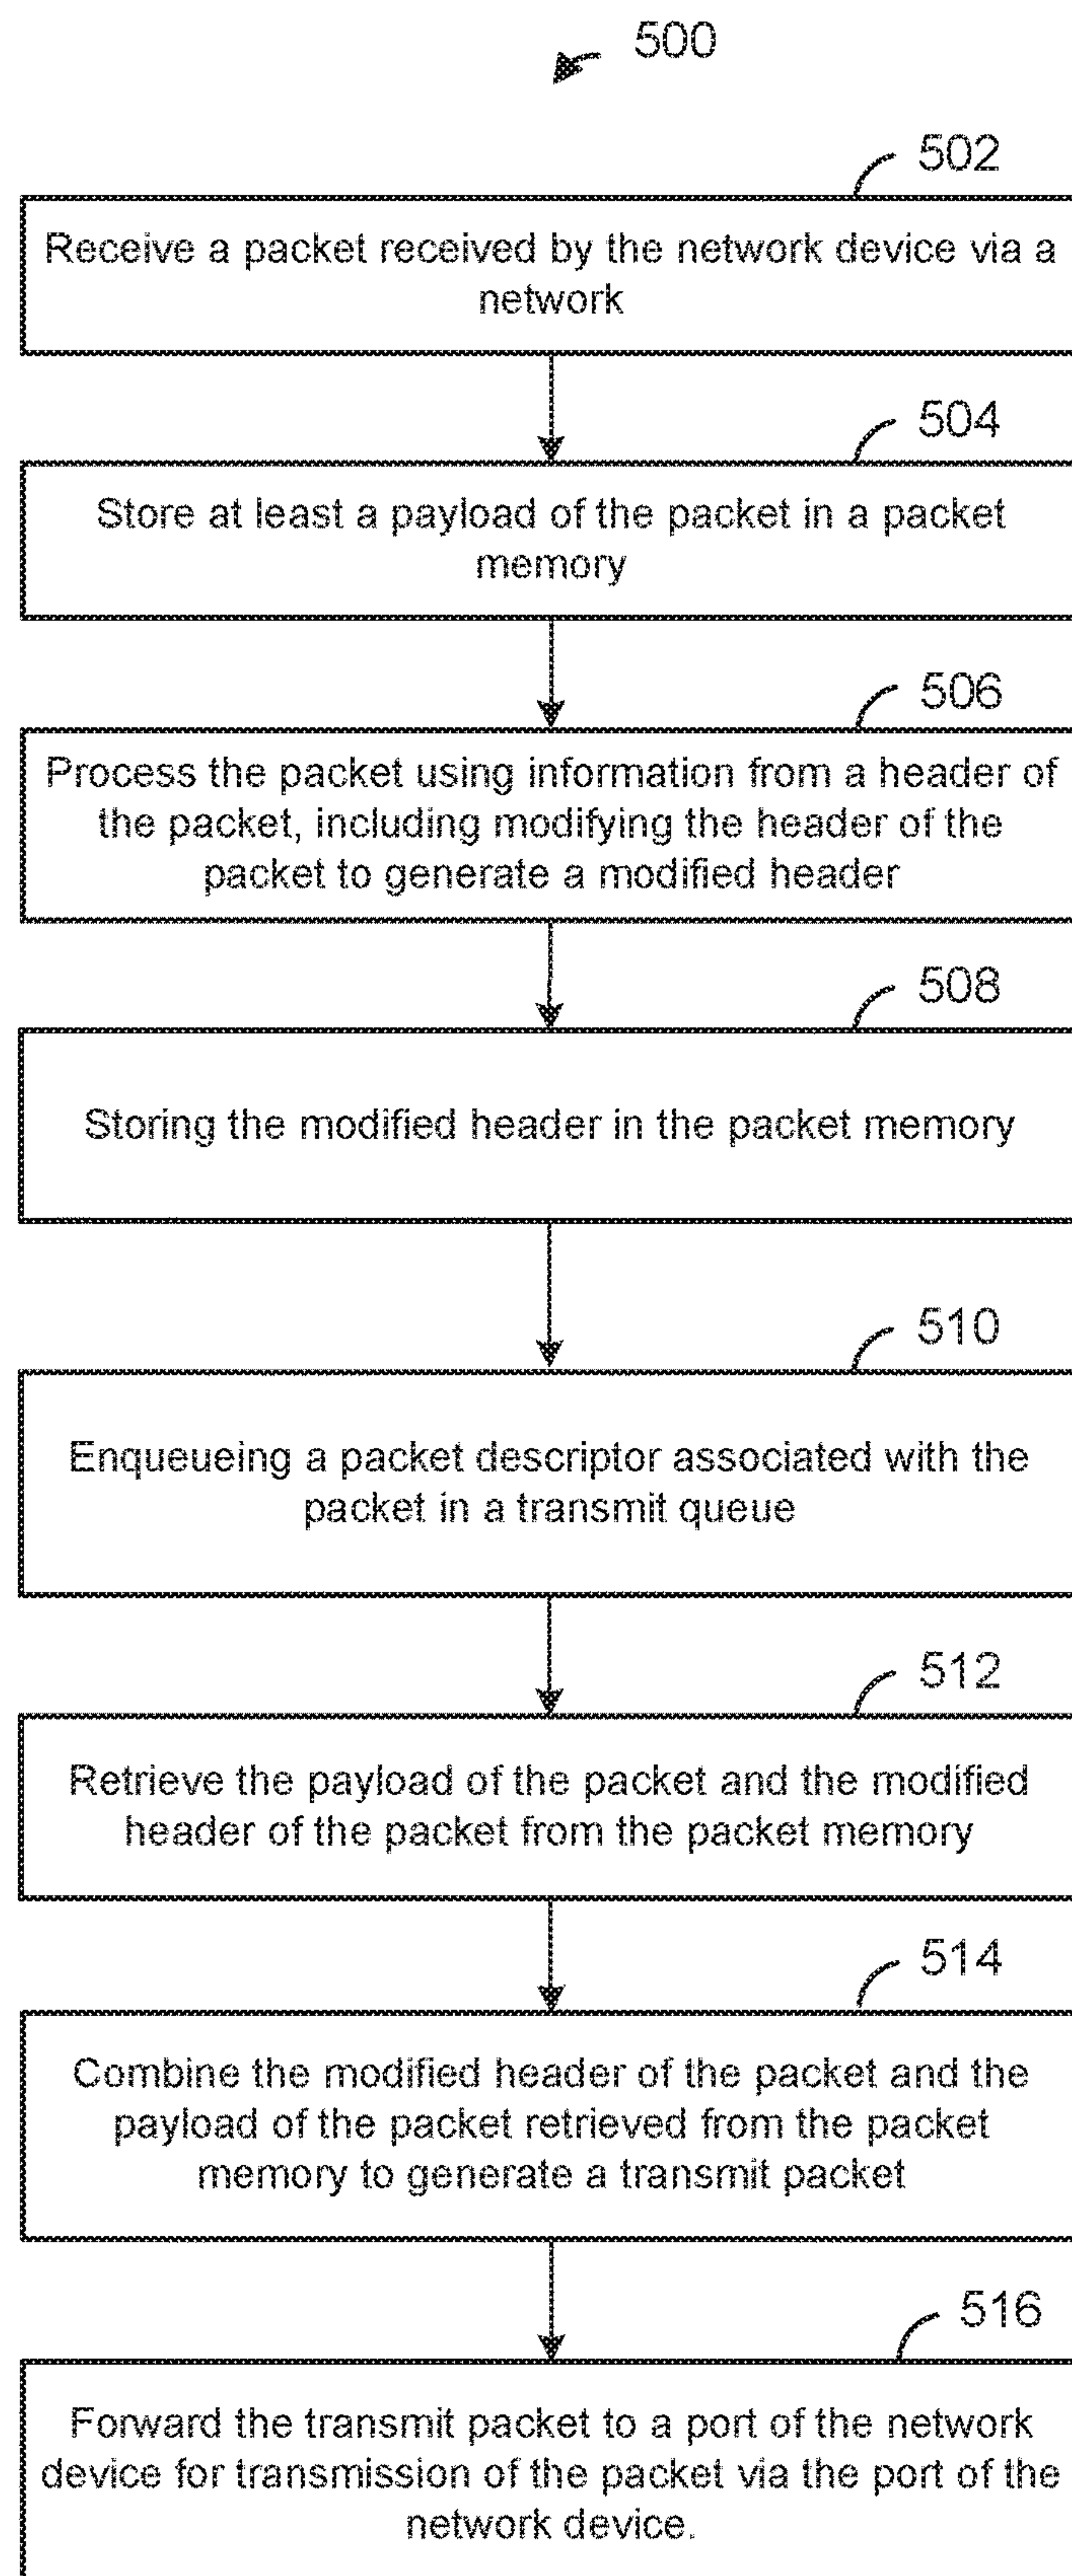 500
502
Receive a packet received by the network device via a
network
504
Store at least a payload of the packet in a packet
memory
506
Process the packet using information from a header of
the packet, including modifying the header of the
packet to generate a modified header
508
Storing the modified header in the packet memory
510
Enqueueing a packet descriptor associated with the
packet in a transmit queue
512
Retrieve the payload of the packet and the modified
header of the packet from the packet memory
514
Combine the modified header of the packet and the
payload of the packet retrieved from the packet
memory to generate a transmit packet
516
Forward the transmit packet to a port of the network
device for transmission of the packet via the port of the
network device.